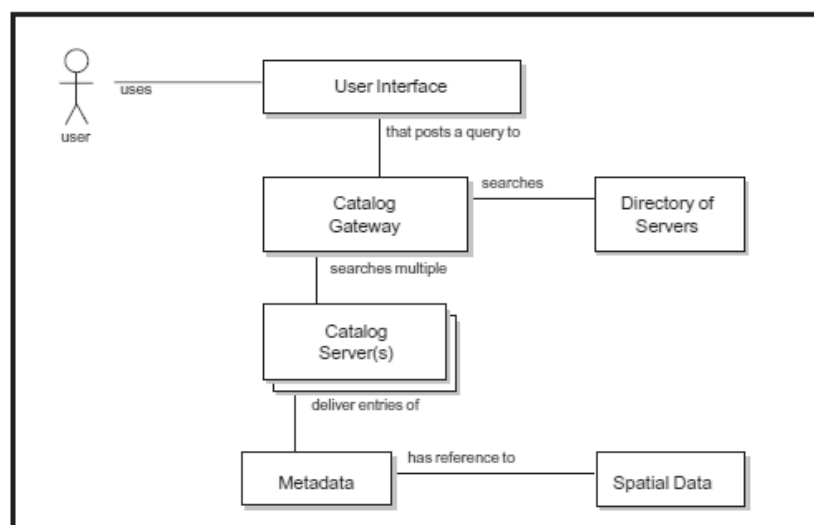 uses
User Interface
user
that posts a query to
Catalog
Gateway
searches
Directory of
Servers
searches multiple
Catalog
Server(s)
deliver entries of
Metadata
has reference to
Spatial Data